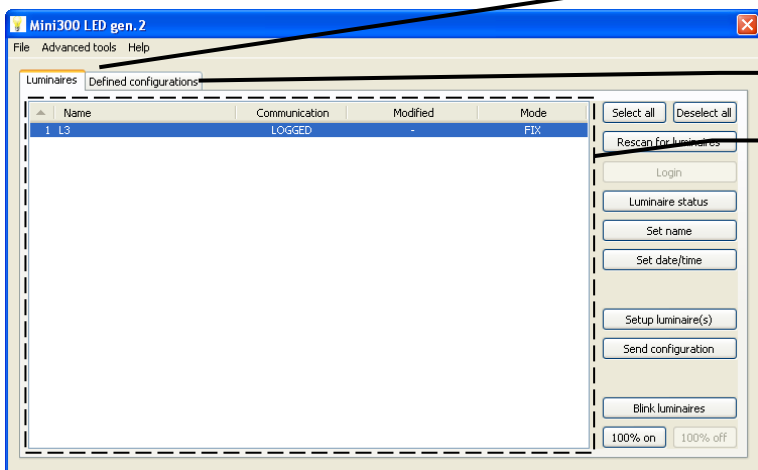 Mini300 LED gen.2
File Advanced tools Help
Luminaires Defined configurations
Name Communication Modified Mode
1 L3 LOGGED - FIX
Select all Deselect all
Rescan for luminaires
Login
Luminaire status
Set name
Set date/time
Setup luminaire(s)
Send configuration
Blink luminaires
100% on 100% off